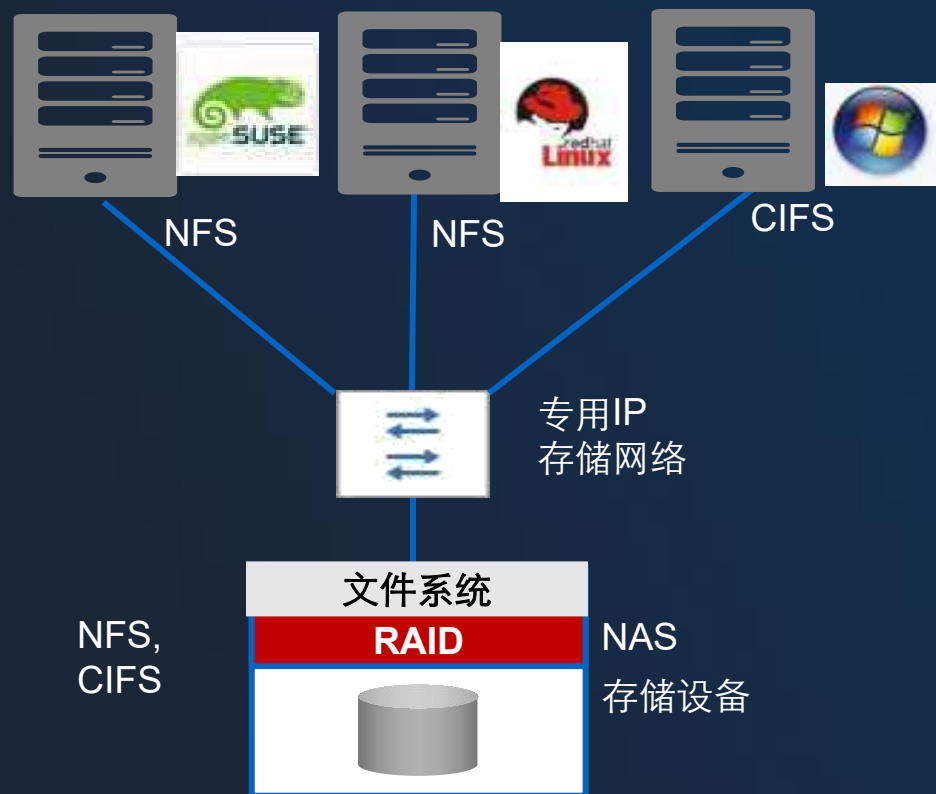 SUSE
redhat
Linux
NFS
NFS
CIFS
专用IP
存储网络
文件系统
RAID
NFS,
CIFS
NAS
存储设备